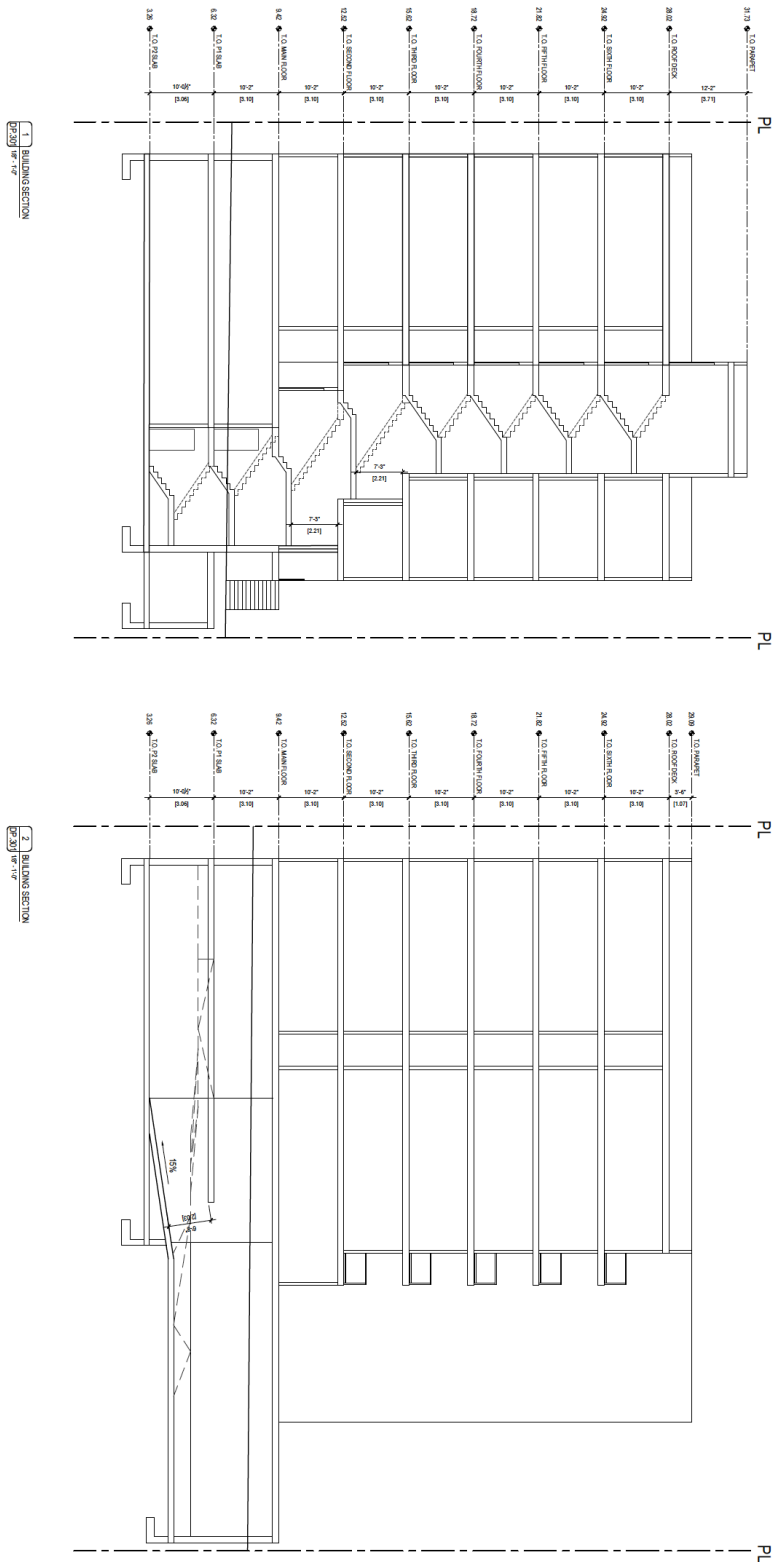 PL
31.73 T.O. PARAPET
28.02 T.O. ROOF DECK
24.92 T.O. SIXTH FLOOR
21.82 T.O. FIFTH FLOOR
18.72 T.O. FOURTH FLOOR
15.62 T.O. THIRD FLOOR
12.52 T.O. SECOND FLOOR
9.42 T.O. MAIN FLOOR
6.32 T.O. P1 SLAB
3.26 T.O. P2 SLAB
12'-2"
[3.71]
10'-2"
[3.10]
10'-2"
[3.10]
10'-2"
[3.10]
10'-2"
[3.10]
10'-2"
[3.10]
10'-2"
[3.10]
10'-2"
[3.10]
10'-0½"
[3.06]
7'-3"
[2.21]
7'-3"
[2.21]
PL
1 BUILDING SECTION
DP.301 1/8" - 1'-0"
PL
29.09 T.O. PARAPET
28.02 T.O. ROOF DECK
24.92 T.O. SIXTH FLOOR
21.82 T.O. FIFTH FLOOR
18.72 T.O. FOURTH FLOOR
15.62 T.O. THIRD FLOOR
12.52 T.O. SECOND FLOOR
9.42 T.O. MAIN FLOOR
6.32 T.O. P1 SLAB
3.26 T.O. P2 SLAB
3'-6"
[1.07]
10'-2"
[3.10]
10'-2"
[3.10]
10'-2"
[3.10]
10'-2"
[3.10]
10'-2"
[3.10]
10'-2"
[3.10]
10'-2"
[3.10]
10'-0½"
[3.06]
15%
PL
2 BUILDING SECTION
DP.301 1/8" - 1'-0"